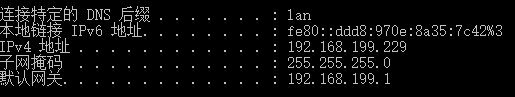 连接特定的 DNS 后缀 . . . . . . . : lan
本地链接 IPv6 地址. . . . . . . . : fe80::ddd8:970e:8a35:7c42%3
IPv4 地址 . . . . . . . . . . . . : 192.168.199.229
子网掩码 . . . . . . . . . . . . : 255.255.255.0
默认网关. . . . . . . . . . . . . : 192.168.199.1